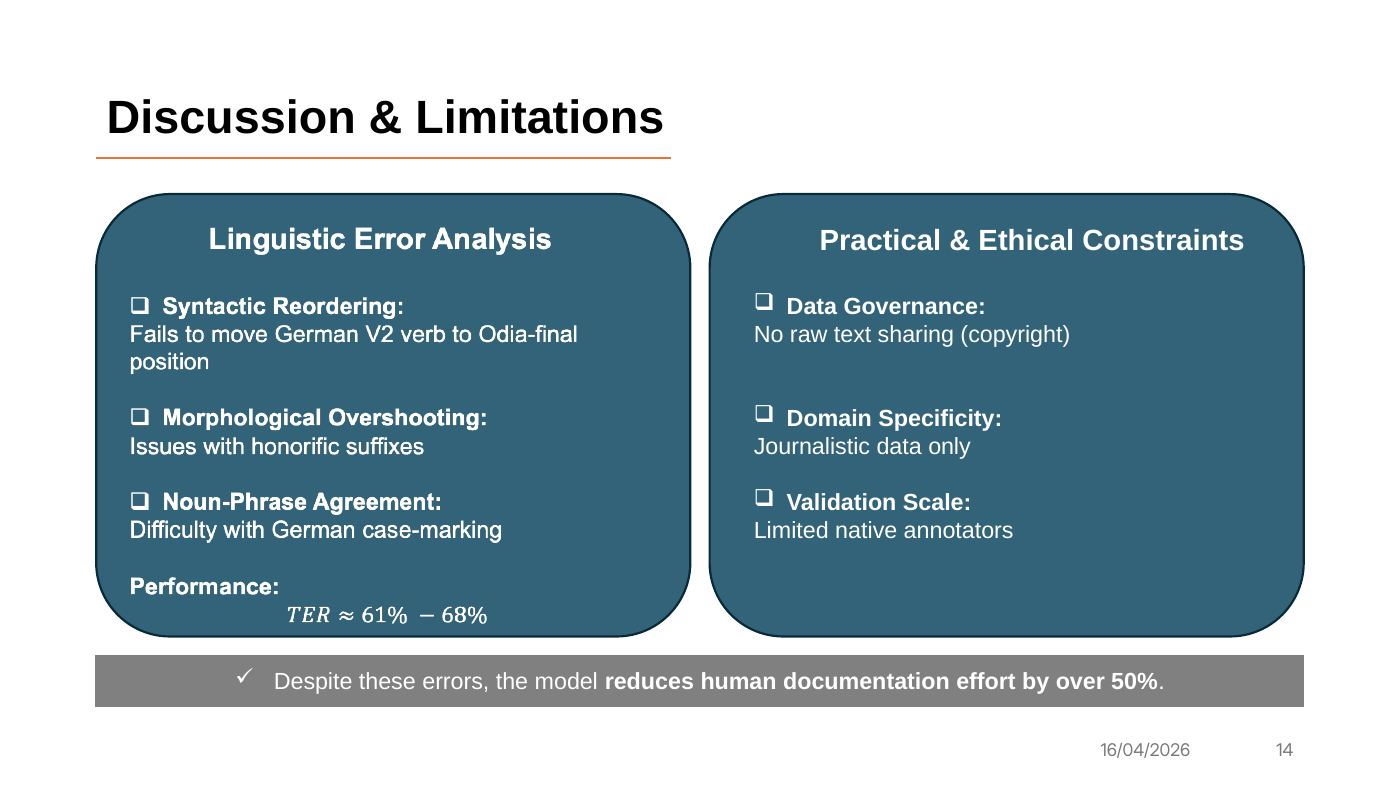 Discussion & Limitations
Linguistic Error Analysis
❑ Syntactic Reordering:
Fails to move German V2 verb to Odia-final
position
❑ Morphological Overshooting:
Issues with honorific suffixes
❑ Noun-Phrase Agreement:
Difficulty with German case-marking
Performance:
TER ≈ 61% − 68%
Practical & Ethical Constraints
❑ Data Governance:
No raw text sharing (copyright)
❑ Domain Specificity:
Journalistic data only
❑ Validation Scale:
Limited native annotators
✓ Despite these errors, the model reduces human documentation effort by over 50%.
16/04/2026
14